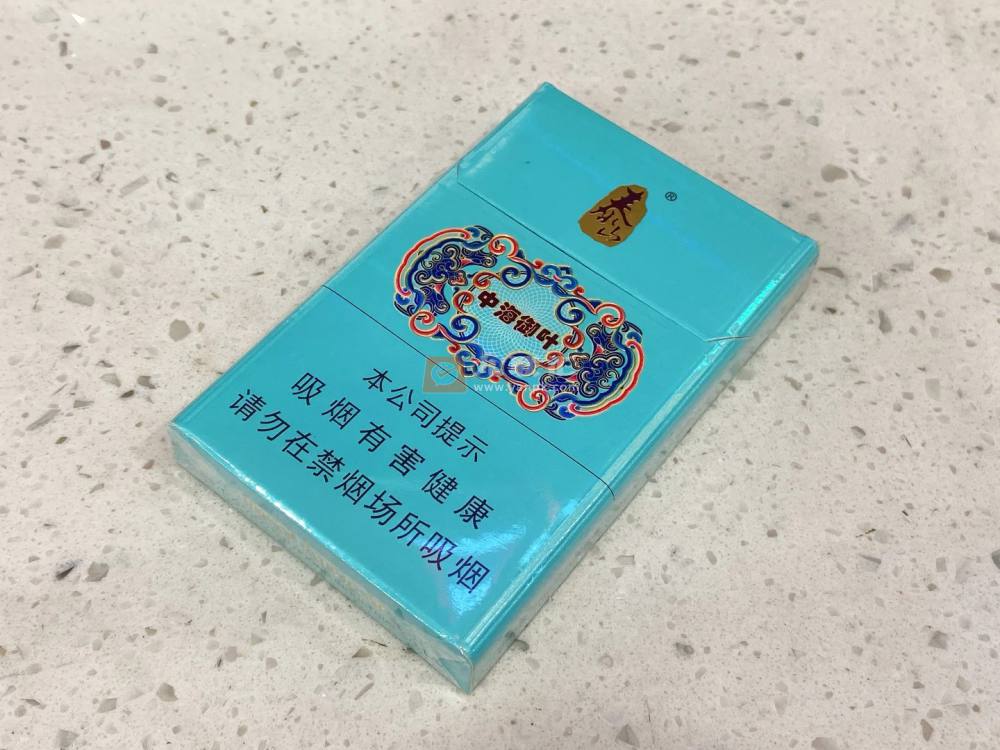 泰山
®
中海御叶
本公司提示
吸烟有害健康
请勿在禁烟场所吸烟